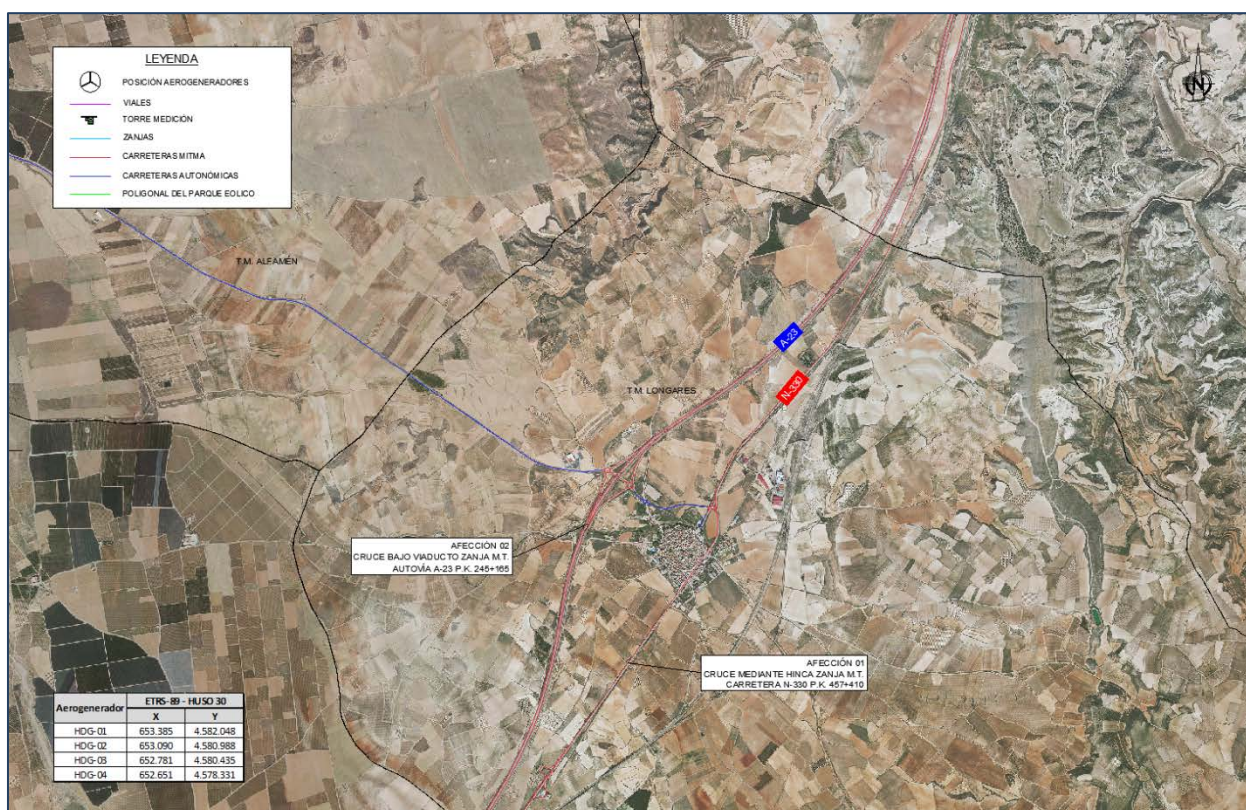 LEYENDA
POSICIÓN AEROGENERADORES
VIALES
TORRE MEDICIÓN
ZANJAS
CARRETERAS MITMA
CARRETERAS AUTONÓMICAS
POLIGONAL DEL PARQUE EOLICO
N
T.M. ALFAMÉN
A-23
T.M. LONGARES
N-330
AFECCIÓN 02
CRUCE BAJO VIADUCTO ZANJA M.T.
AUTOVÍA A-23 P.K. 245+165
AFECCIÓN 01
CRUCE MEDIANTE HINCA ZANJA M.T.
CARRETERA N-330 P.K. 457+410
Aerogenerador ETRS-89 - HUSO 30
X Y
HDG-01 653.385 4.582.048
HDG-02 653.090 4.580.988
HDG-03 652.781 4.580.435
HDG-04 652.651 4.578.331